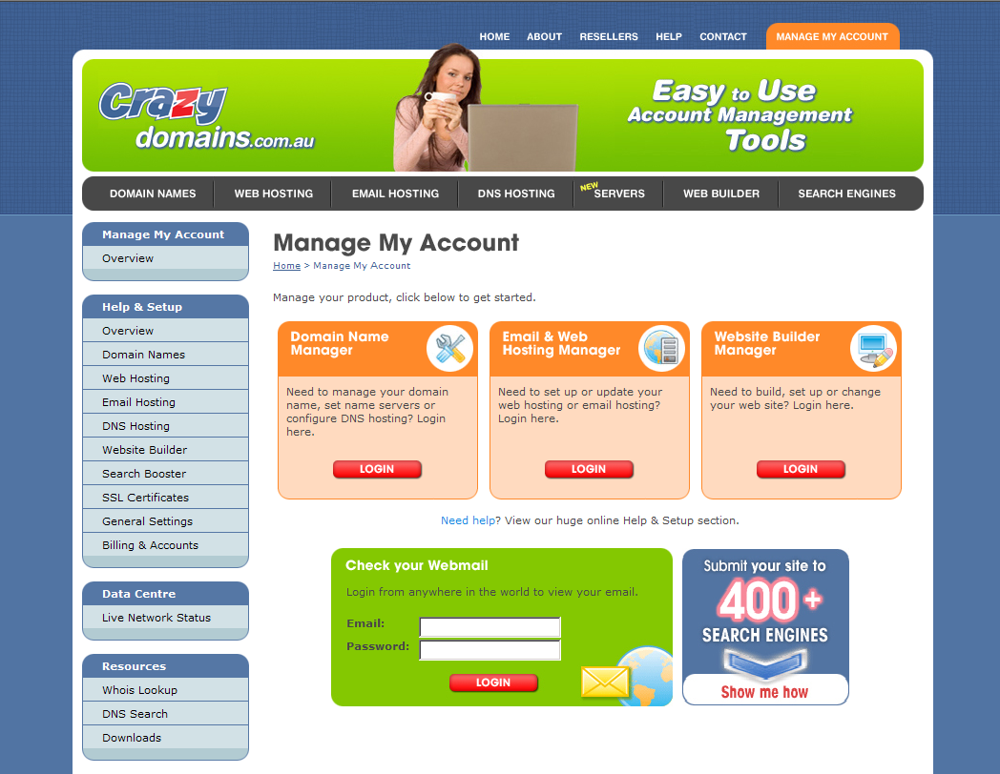 HOME ABOUT RESELLERS HELP CONTACT MANAGE MY ACCOUNT
Crazy
domains.com.au
Easy to Use
Account Management
Tools
DOMAIN NAMES WEB HOSTING EMAIL HOSTING DNS HOSTING NEW SERVERS WEB BUILDER SEARCH ENGINES
Manage My Account
Overview
Help & Setup
Overview
Domain Names
Web Hosting
Email Hosting
DNS Hosting
Website Builder
Search Booster
SSL Certificates
General Settings
Billing & Accounts
Data Centre
Live Network Status
Resources
Whois Lookup
DNS Search
Downloads
Manage My Account
Home > Manage My Account
Manage your product, click below to get started.
Domain Name
Manager
Need to manage your domain
name, set name servers or
configure DNS hosting? Login
here.
LOGIN
Email & Web
Hosting Manager
Need to set up or update your
web hosting or email hosting?
Login here.
LOGIN
Website Builder
Manager
Need to build, set up or change
your web site? Login here.
LOGIN
Need help? View our huge online Help & Setup section.
Check your Webmail
Login from anywhere in the world to view your email.
Email:
Password:
LOGIN
Submit your site to
400+
SEARCH ENGINES
Show me how